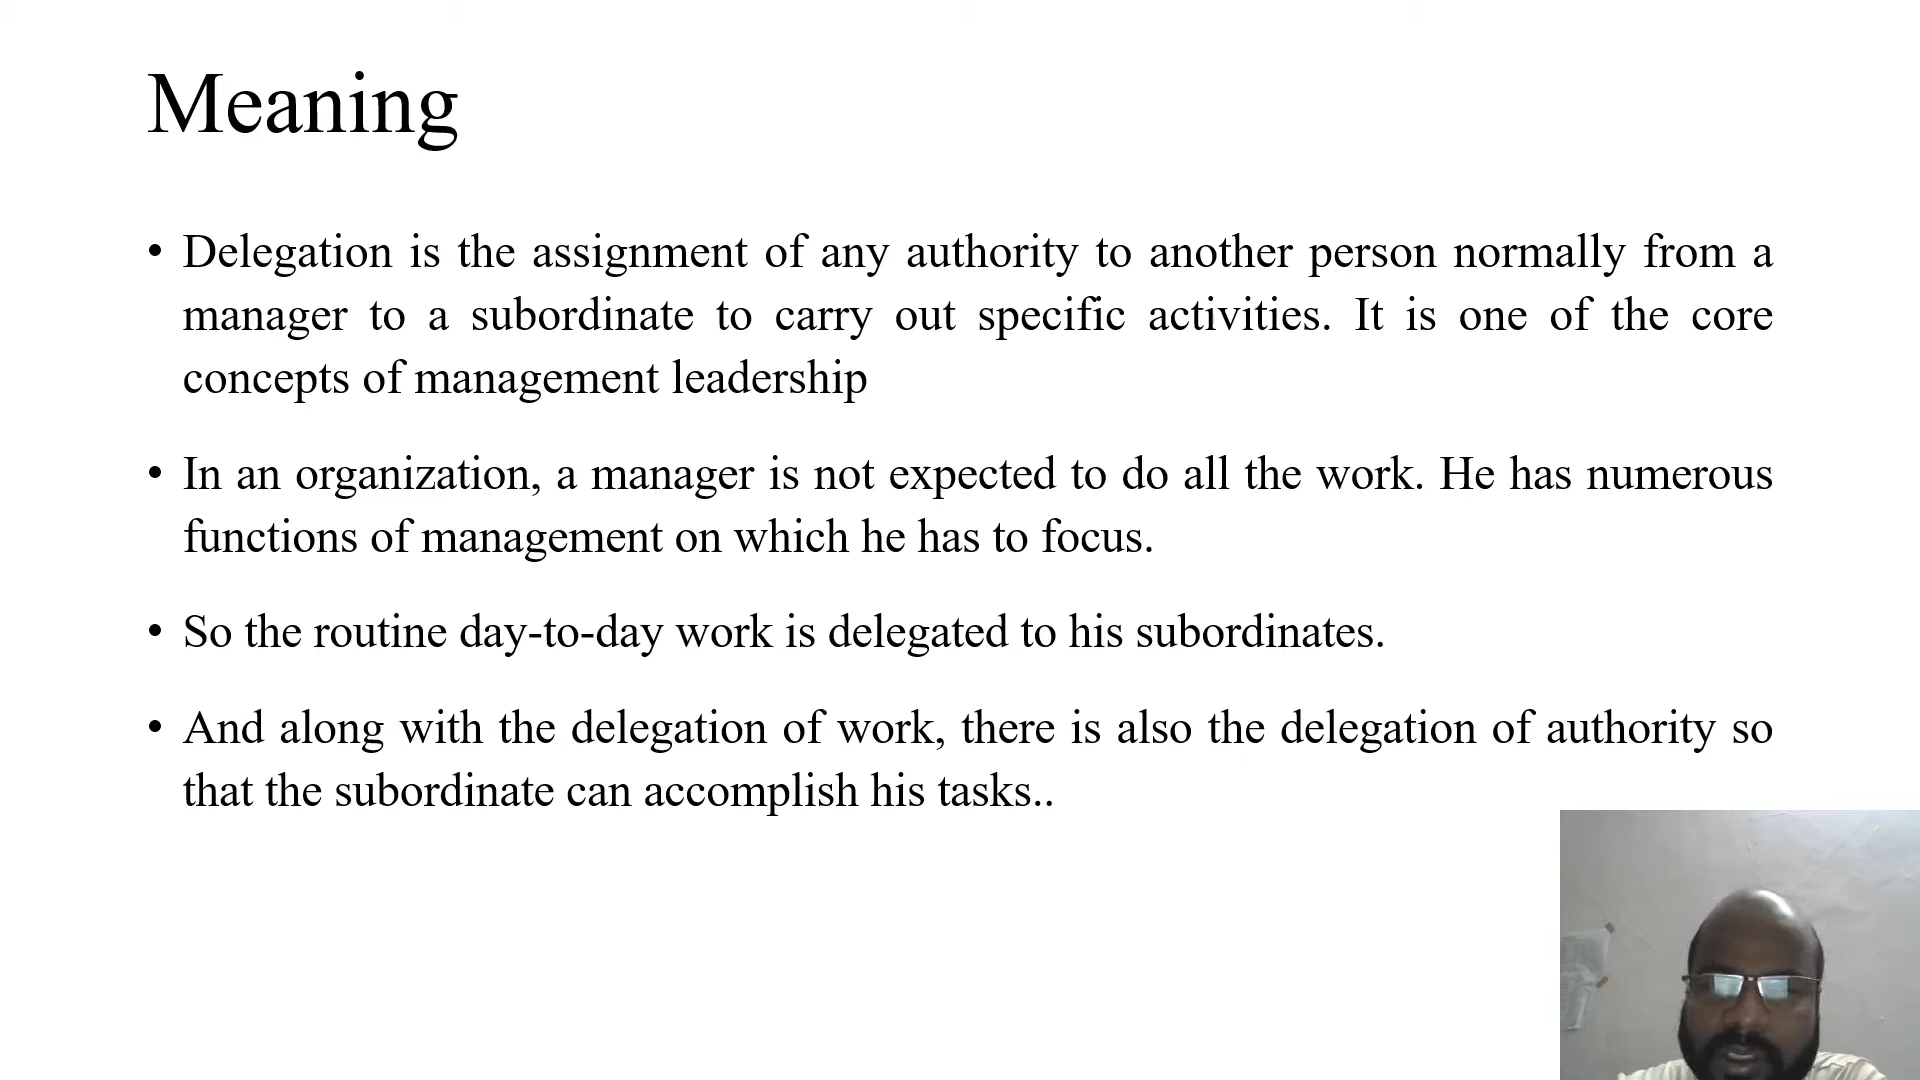 Meaning
• Delegation is the assignment of any authority to another person normally from a
manager to a subordinate to carry out specific activities. It is one of the core
concepts of management leadership
• In an organization, a manager is not expected to do all the work. He has numerous
functions of management on which he has to focus.
• So the routine day-to-day work is delegated to his subordinates.
• And along with the delegation of work, there is also the delegation of authority so
that the subordinate can accomplish his tasks..